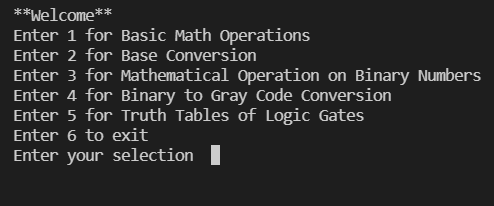 **Welcome**
Enter 1 for Basic Math Operations
Enter 2 for Base Conversion
Enter 3 for Mathematical Operation on Binary Numbers
Enter 4 for Binary to Gray Code Conversion
Enter 5 for Truth Tables of Logic Gates
Enter 6 to exit
Enter your selection